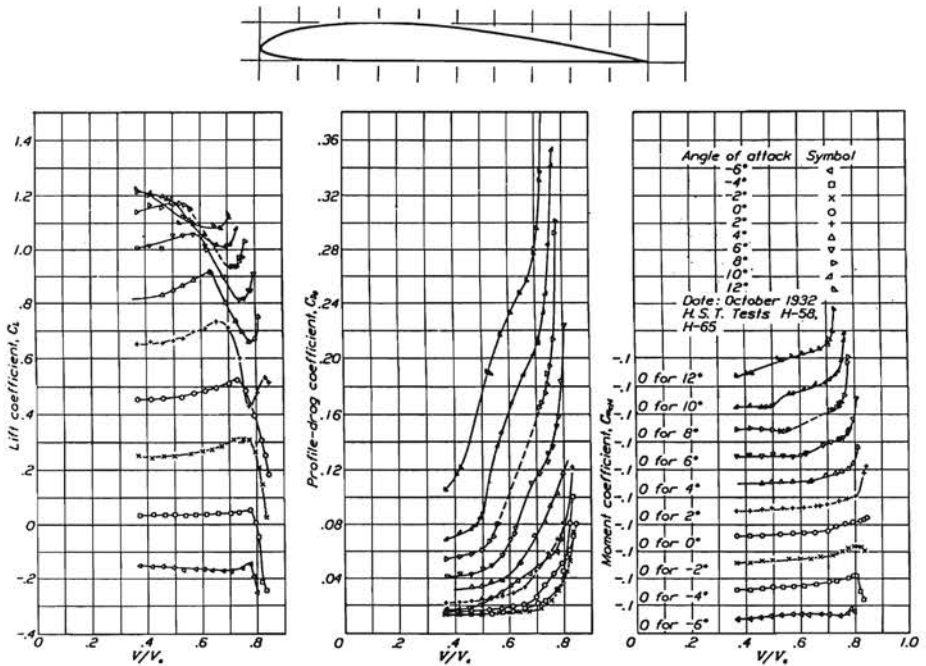 Lift coefficient, C_L
1.4
1.2
1.0
.8
.6
.4
.2
0
-.2
-.4
0
.2
.4
.6
.8
V/Vc
Profile-drag coefficient, C_D₀
.36
.32
.28
.24
.20
.16
.12
.08
.04
0
.2
.4
.6
.8
V/Vc
Moment coefficient,
Angle of attack Symbol
-6°
-4°
-2°
0°
2°
4°
6°
8°
10°
12°
Date: October 1932
H.S.T. Tests H-58,
H-65
-.1
0 for 12°
-.1
0 for 10°
-.1
0 for 8°
-.1
0 for 6°
-.1
0 for 4°
-.1
0 for 2°
-.1
0 for 0°
-.1
0 for -2°
-.1
0 for -4°
-.1
0 for -6°
0
.2
.4
.6
.8
1.0
V/Vc